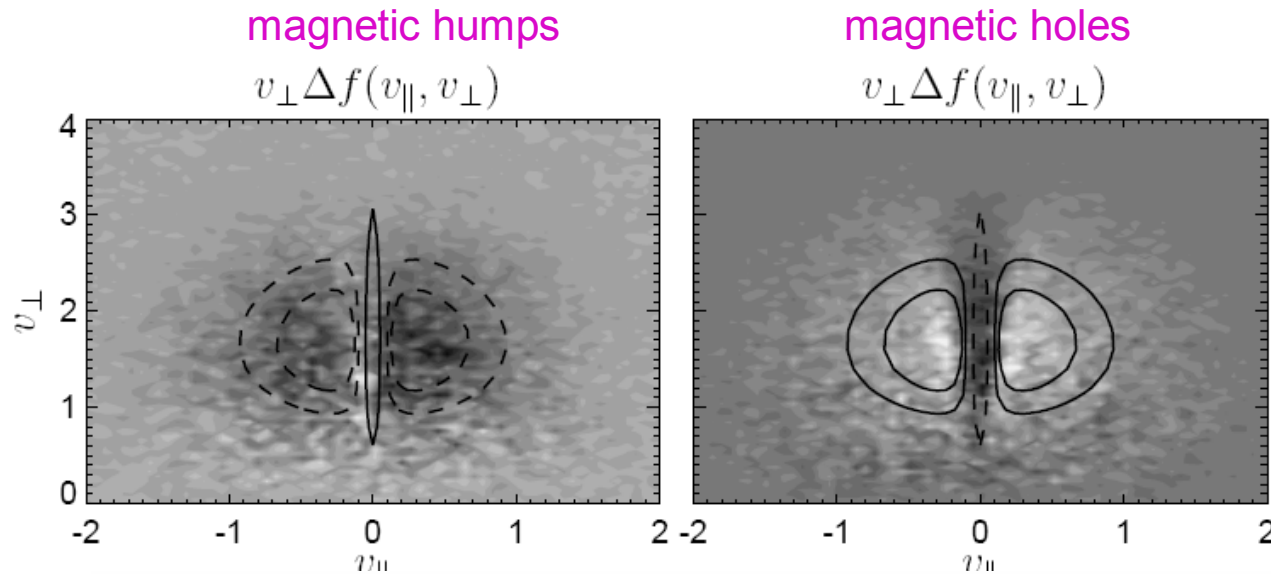 magnetic humps magnetic holes
v⊥Δf(v∥, v⊥) v⊥Δf(v∥, v⊥)
4
3
2
1
0
v⊥
-2 -1 0 1 2 -2 -1 0 1 2
v∥ v∥